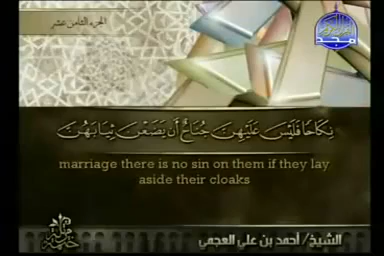 الجزء الثامن عشر
المجد
نِكَاحًا فَلَيْسَ عَلَيْهِنَّ جُنَاحٌ أَن يَضَعْنَ ثِيَابَهُنَّ
marriage there is no sin on them if they lay
aside their cloaks
الشيخ/ أحمد بن علي العجمي